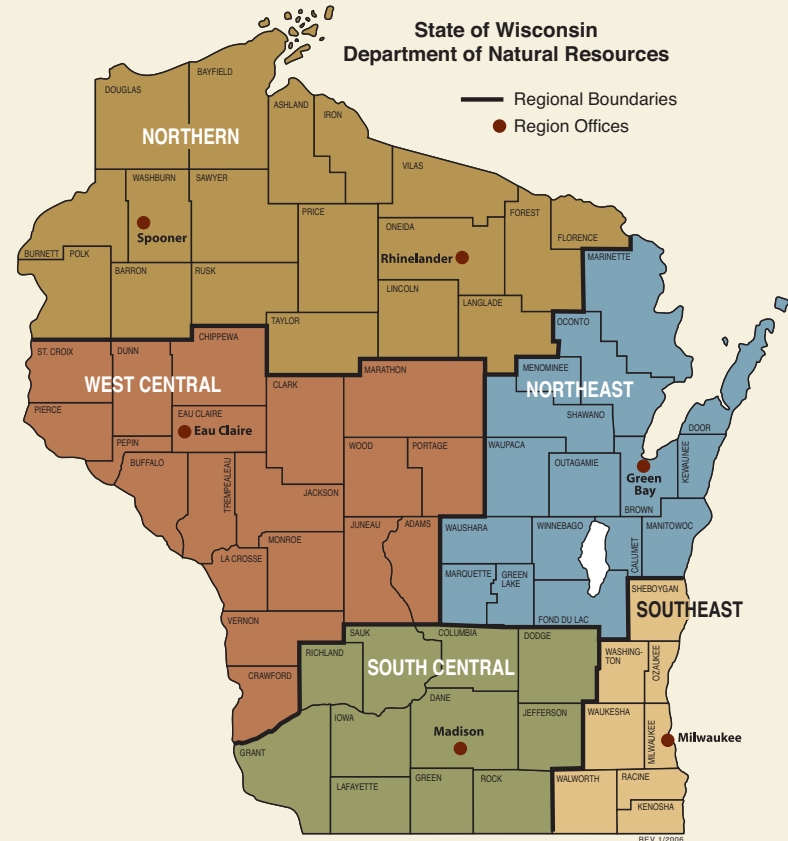 State of Wisconsin
Department of Natural Resources
Regional Boundaries
Region Offices
BAYFIELD
DOUGLAS
ASHLAND
IRON
NORTHERN
VILAS
WASHBURN
SAWYER
PRICE
ONEIDA
FOREST
FLORENCE
Spooner
Rhinelander
BURNETT
POLK
MARINETTE
BARRON
RUSK
LINCOLN
LANGLADE
TAYLOR
OCONTO
CHIPPEWA
ST. CROIX
DUNN
MARATHON
MENOMINEE
WEST CENTRAL
CLARK
NORTHEAST
PIERCE
EAU CLAIRE
SHAWANO
Eau Claire
DOOR
PEPIN
WOOD
PORTAGE
WAUPACA
BUFFALO
OUTAGAMIE
KEWAUNEE
Green
Bay
TREMPEALEAU
JACKSON
BROWN
JUNEAU
ADAMS
WAUSHARA
WINNEBAGO
MANITOWOC
MONROE
CALUMET
LA CROSSE
MARQUETTE
GREEN
LAKE
SHEBOYGAN
SOUTHEAST
VERNON
FOND DU LAC
SAUK
COLUMBIA
DODGE
RICHLAND
WASHING-
TON
OZAUKEE
SOUTH CENTRAL
CRAWFORD
DANE
IOWA
JEFFERSON
WAUKESHA
MILWAUKEE
Madison
Milwaukee
GRANT
LAFAYETTE
GREEN
ROCK
WALWORTH
RACINE
KENOSHA
REV 1/2006